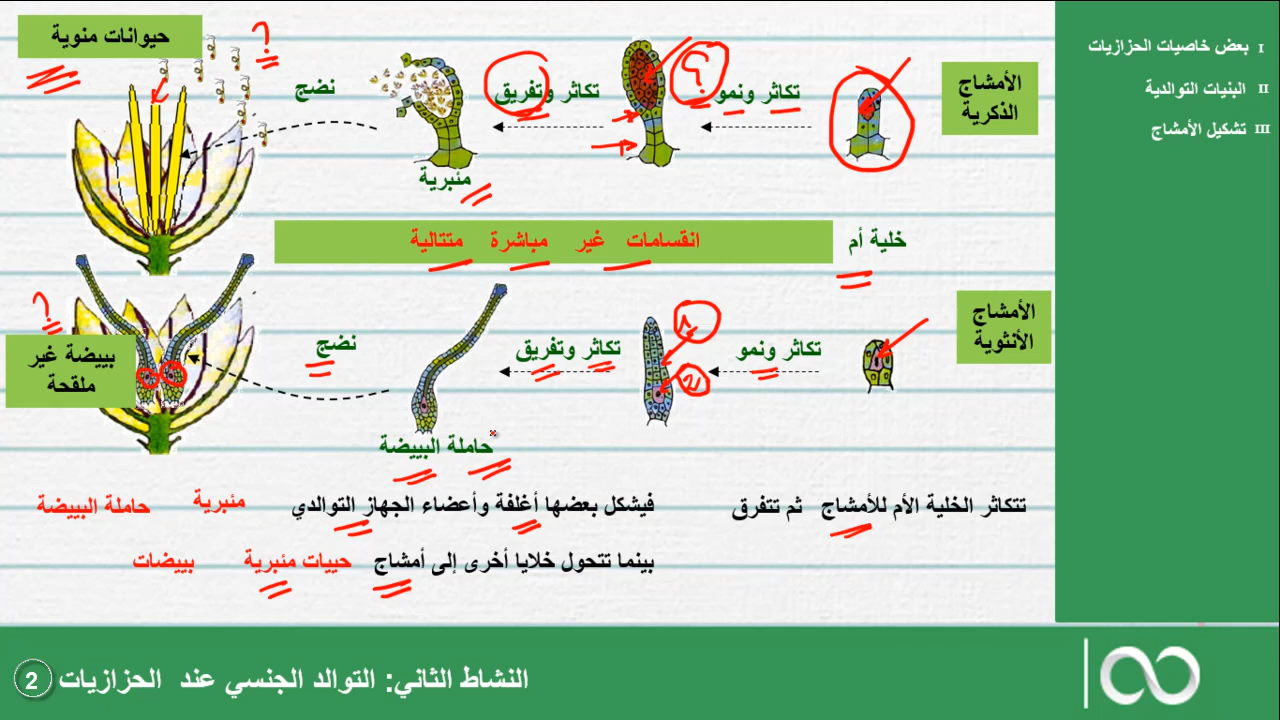 I بعض خاصيات الحزازيات
II البنيات التوالدية
III تشكيل الأمشاج
حيوانات منوية
؟
الأمشاج
الذكرية
تكاثر ونمو
؟
تكاثر وتفريق
نضج
مئبرية
خلية أم
انقسامات غير مباشرة متتالية
الأمشاج
الأنثوية
تكاثر ونمو
1
2
تكاثر وتفريق
نضج
؟
بييضة غير
ملقحة
حاملة البييضة
تتكاثر الخلية الأم للأمشاج ثم تتفرق فيشكل بعضها أغلفة وأعضاء الجهاز التوالدي مئبرية حاملة البييضة
بينما تتحول خلايا أخرى إلى أمشاج حييات مئبرية بييضات
النشاط الثاني: التوالد الجنسي عند الحزازيات 2